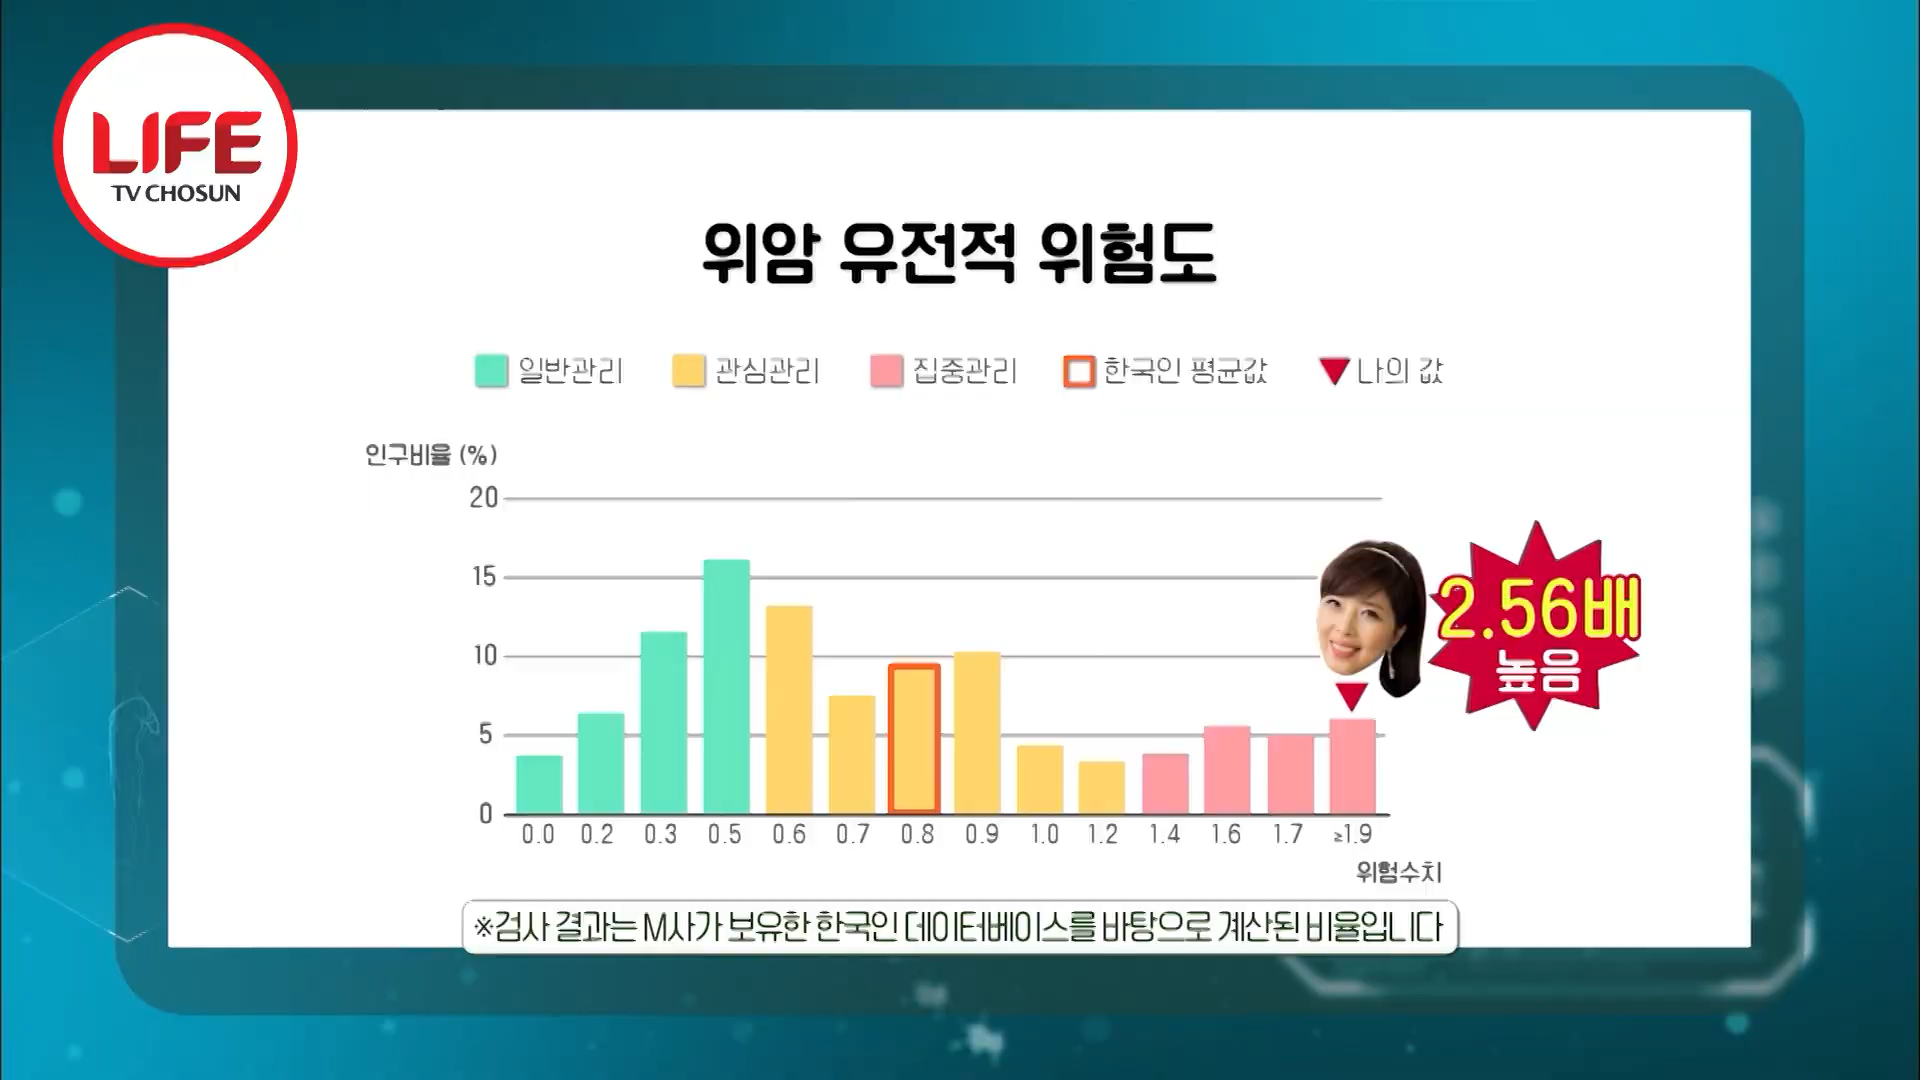 LIFE
TV CHOSUN
위암 유전적 위험도
일반관리 관심관리 집중관리 한국인 평균값 나의 값
인구비율 (%)
20
15
10
5
0
2.56배
높음
0.0 0.2 0.3 0.5 0.6 0.7 0.8 0.9 1.0 1.2 1.4 1.6 1.7 ≥1.9
위험수치
※검사 결과는 M사가 보유한 한국인 데이터베이스를 바탕으로 계산된 비율입니다